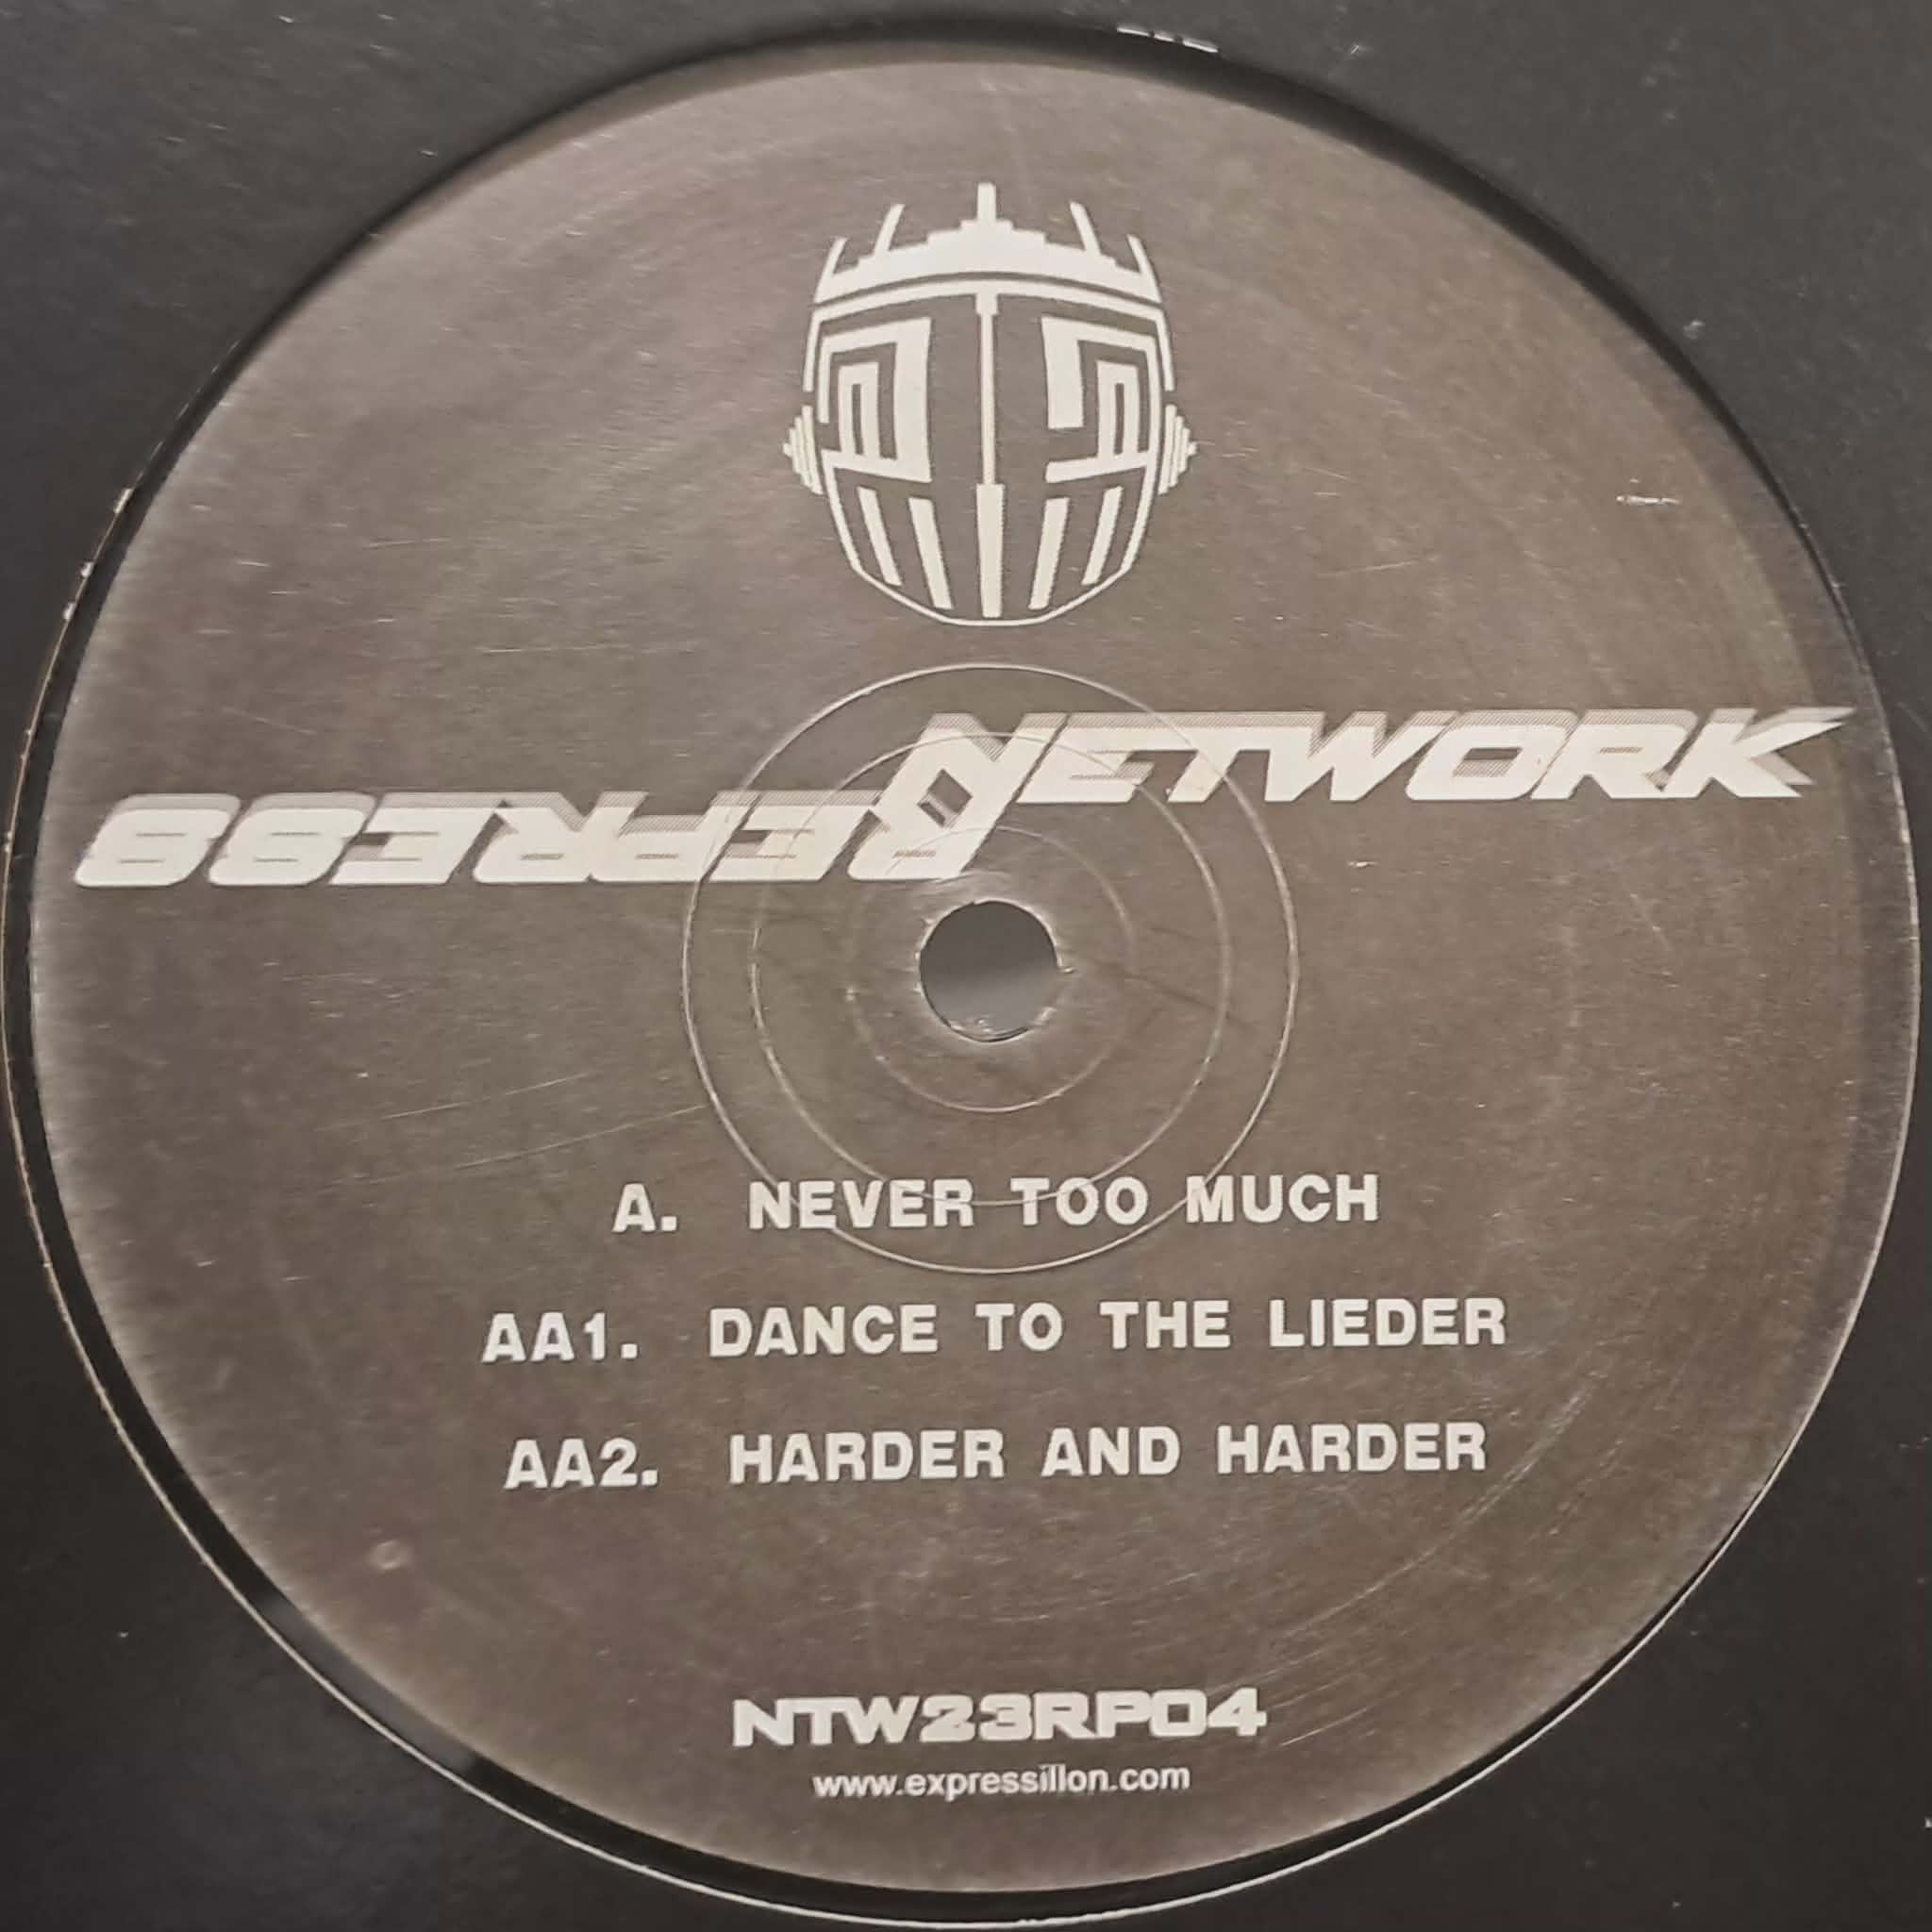 NETWORK
REPRESS
A. NEVER TOO MUCH
AA1. DANCE TO THE LIEDER
AA2. HARDER AND HARDER
NTW23RP04
www.expressillon.com